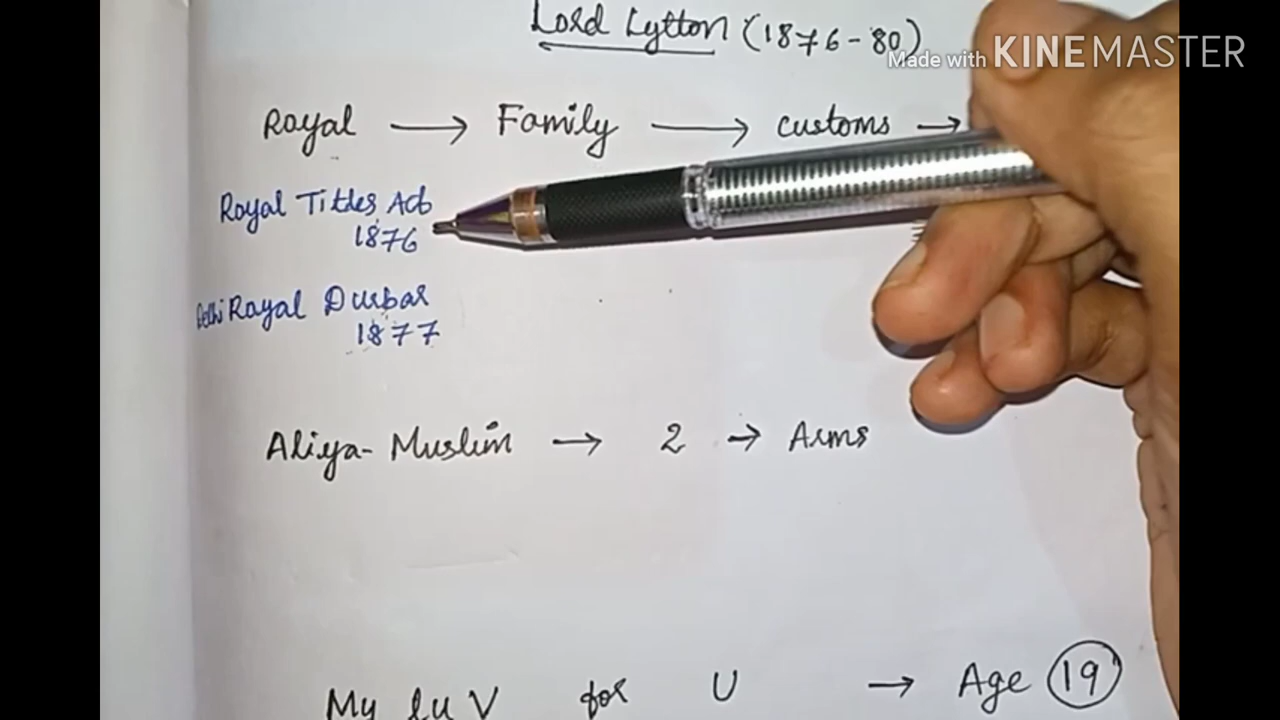 Lord Lytton (1876-80)
Made with KINEMASTER
Royal → Family → customs →
Royal Titles Act
1876
Delhi Royal Durbar
1877
Aliya- Muslim → 2 → Arms
My LUV for U → Age 19